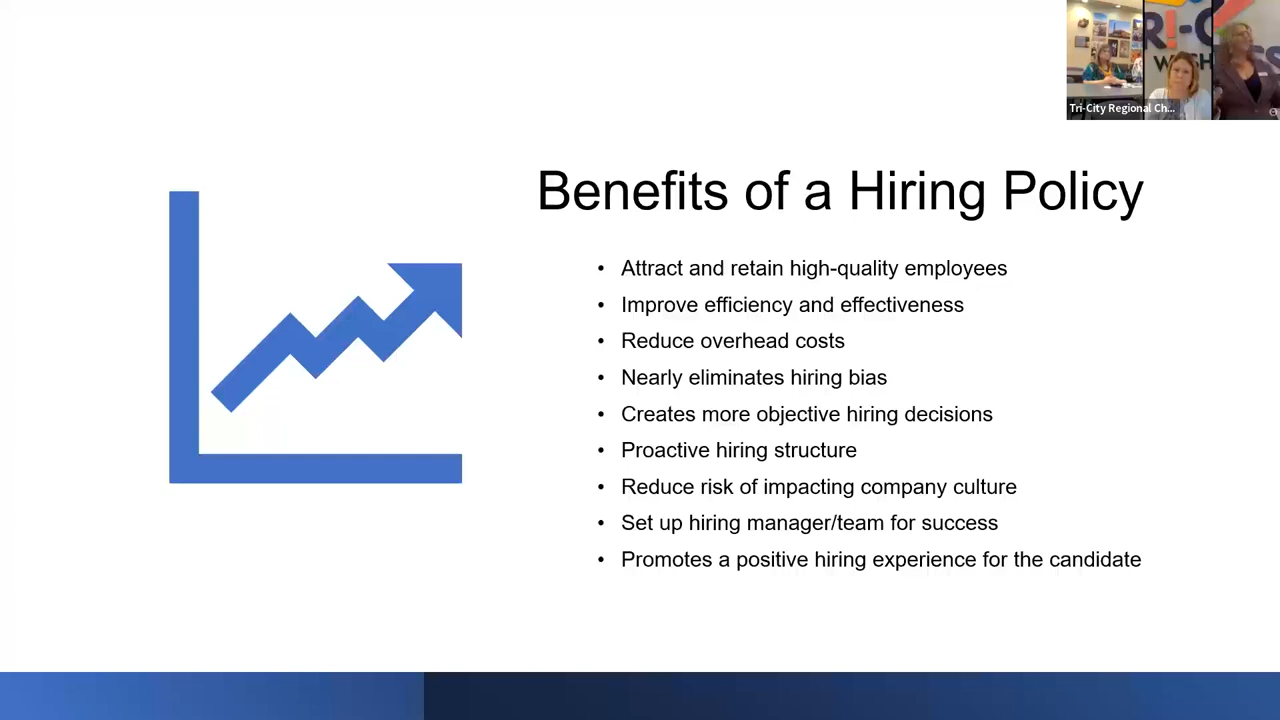 Tri-City Regional Ch...
Benefits of a Hiring Policy
• Attract and retain high-quality employees
• Improve efficiency and effectiveness
• Reduce overhead costs
• Nearly eliminates hiring bias
• Creates more objective hiring decisions
• Proactive hiring structure
• Reduce risk of impacting company culture
• Set up hiring manager/team for success
• Promotes a positive hiring experience for the candidate